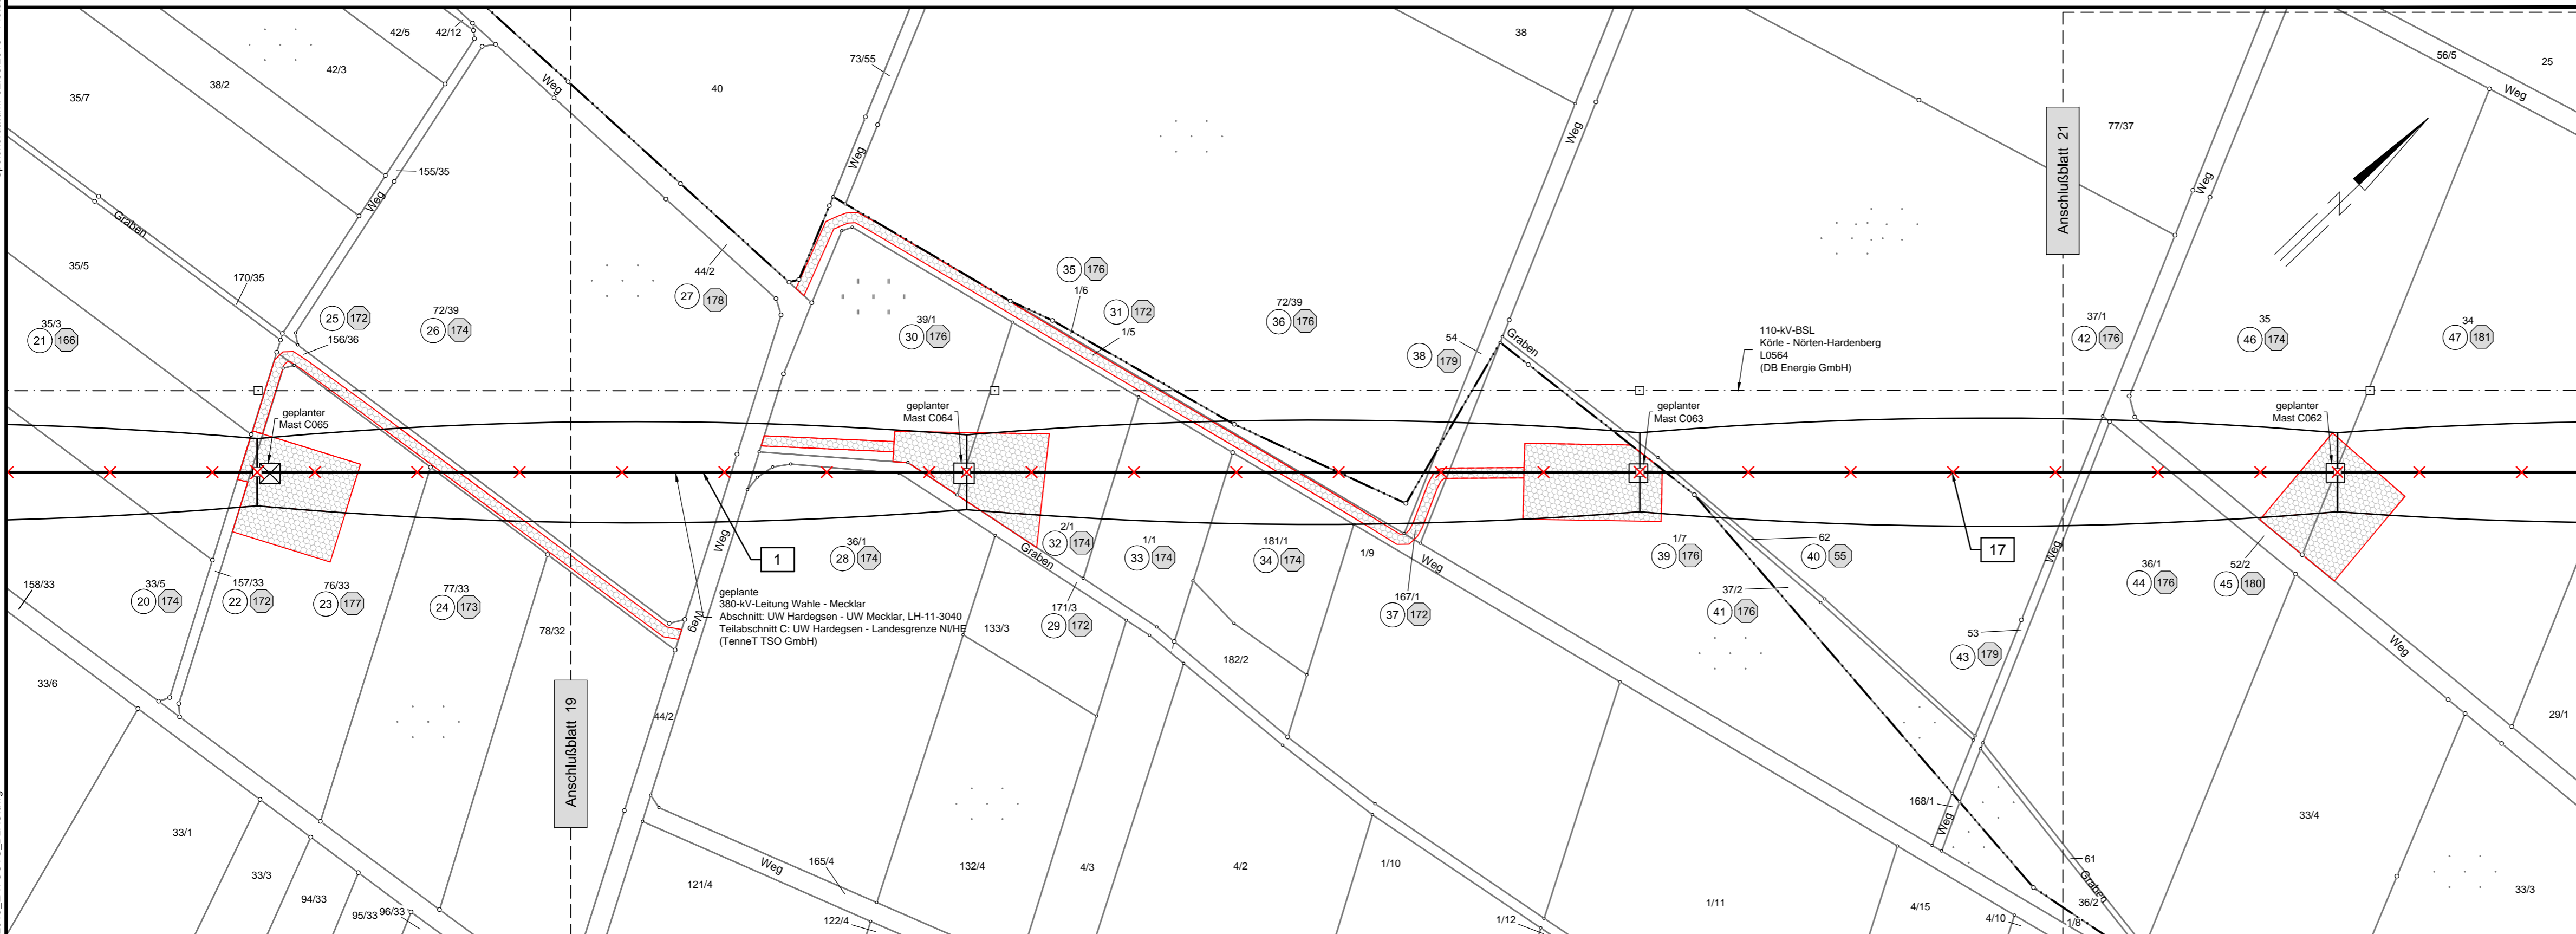 42/5
42/12
38
56/5
25
42/3
73/55
38/2
40
35/7
Weg
Weg
Weg
Weg
77/37
Anschlußblatt 21
155/35
Weg
Weg
Graben
35/5
170/35
44/2
27 178
35 176
1/6
31 172
72/39
36 176
1/5
39/1
30 176
25 172
72/39
26 174
156/36
35/3
21 166
54
38 179
Graben
110-kV-BSL
Körle - Nörten-Hardenberg
L0564
(DB Energie GmbH)
37/1
42 176
35
46 174
34
47 181
geplanter
Mast C065
geplanter
Mast C064
geplanter
Mast C063
geplanter
Mast C062
1
17
158/33
33/5
20 174
157/33
22 172
76/33
23 177
77/33
24 173
78/32
Weg
Weg
36/1
28 174
Graben
2/1
32 174
1/1
33 174
181/1
34 174
1/9
Weg
167/1
37 172
1/7
39 176
62
40 55
37/2
41 176
Weg
36/1
44 176
52/2
45 180
53
43 179
Weg
geplante
380-kV-Leitung Wahle - Mecklar
Abschnitt: UW Hardegsen - UW Mecklar, LH-11-3040
Teilabschnitt C: UW Hardegsen - Landesgrenze NI/HE
(TenneT TSO GmbH)
171/3
29 172
133/3
182/2
33/6
44/2
Anschlußblatt 19
29/1
33/1
33/3
94/33
95/33
96/33
Weg
165/4
121/4
122/4
132/4
4/3
4/2
1/10
1/12
1/11
168/1
Weg
4/15
4/10
61
Graben
36/2
1/8
33/4
33/3